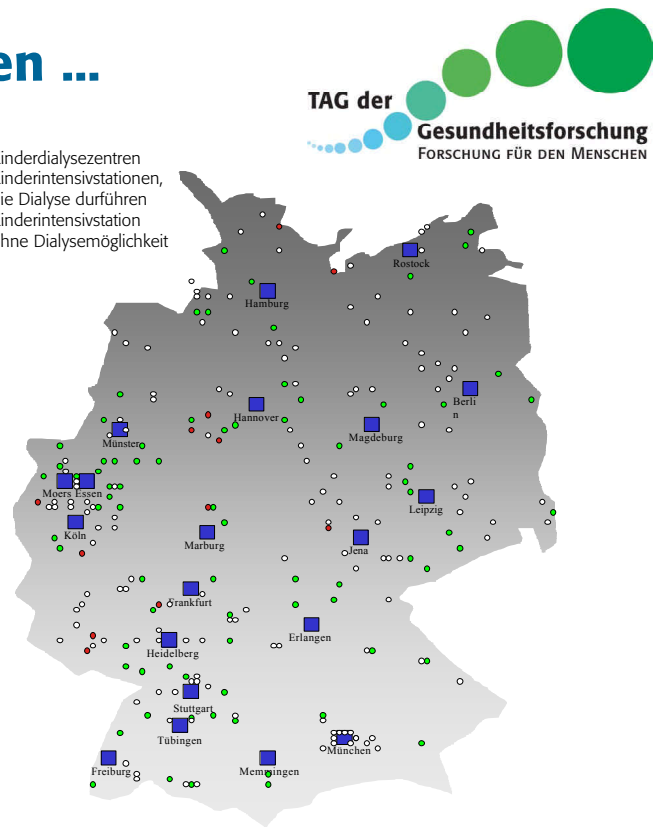 en ...
TAG der
Gesundheitsforschung
FORSCHUNG FÜR DEN MENSCHEN
inderdialysezentren
inderintensivstationen,
ie Dialyse durführen
inderintensivstation
hne Dialysemöglichkeit
Rostock
Hamburg
Berli
n
Hannover
Magdeburg
Münster
Moers Essen
Leipzig
Köln
Marburg
Jena
Frankfurt
Erlangen
Heidelberg
Stuttgart
Tübingen
München
Freiburg
Memmingen